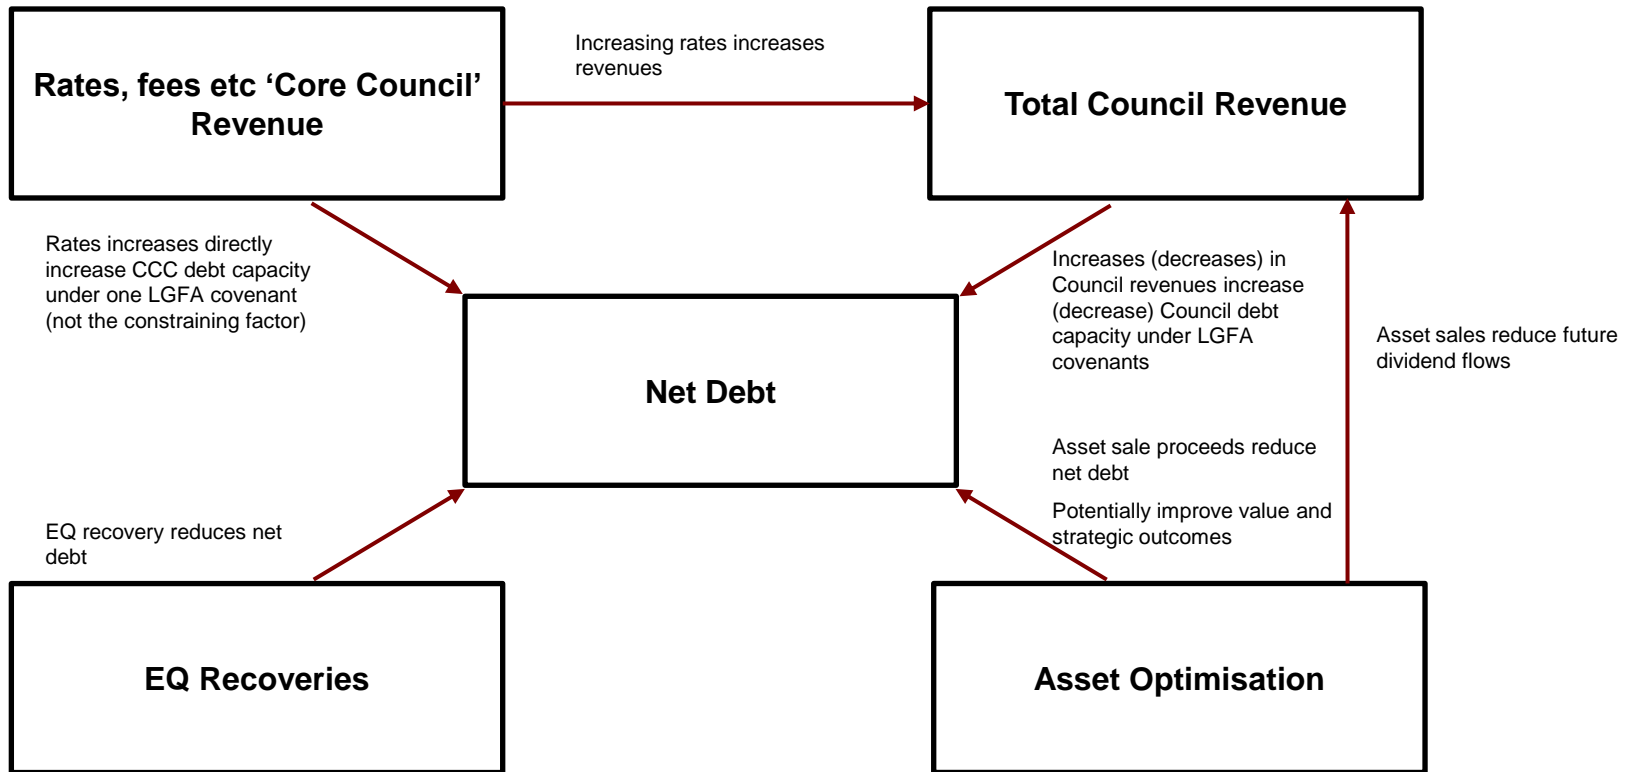 Increasing rates increases
revenues
Rates, fees etc ‘Core Council’
Revenue
Total Council Revenue
Rates increases directly
increase CCC debt capacity
under one LGFA covenant
(not the constraining factor)
Increases (decreases) in
Council revenues increase
(decrease) Council debt
capacity under LGFA
covenants
Asset sales reduce future
dividend flows
Net Debt
Asset sale proceeds reduce
net debt
Potentially improve value and
strategic outcomes
EQ recovery reduces net
debt
EQ Recoveries
Asset Optimisation